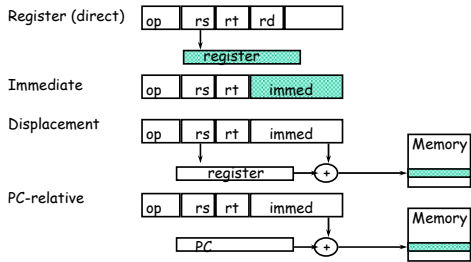 Register (direct)
op rs rt rd
register
Immediate
op rs rt immed
Displacement
op rs rt immed
Memory
register +
PC-relative
op rs rt immed
Memory
PC +